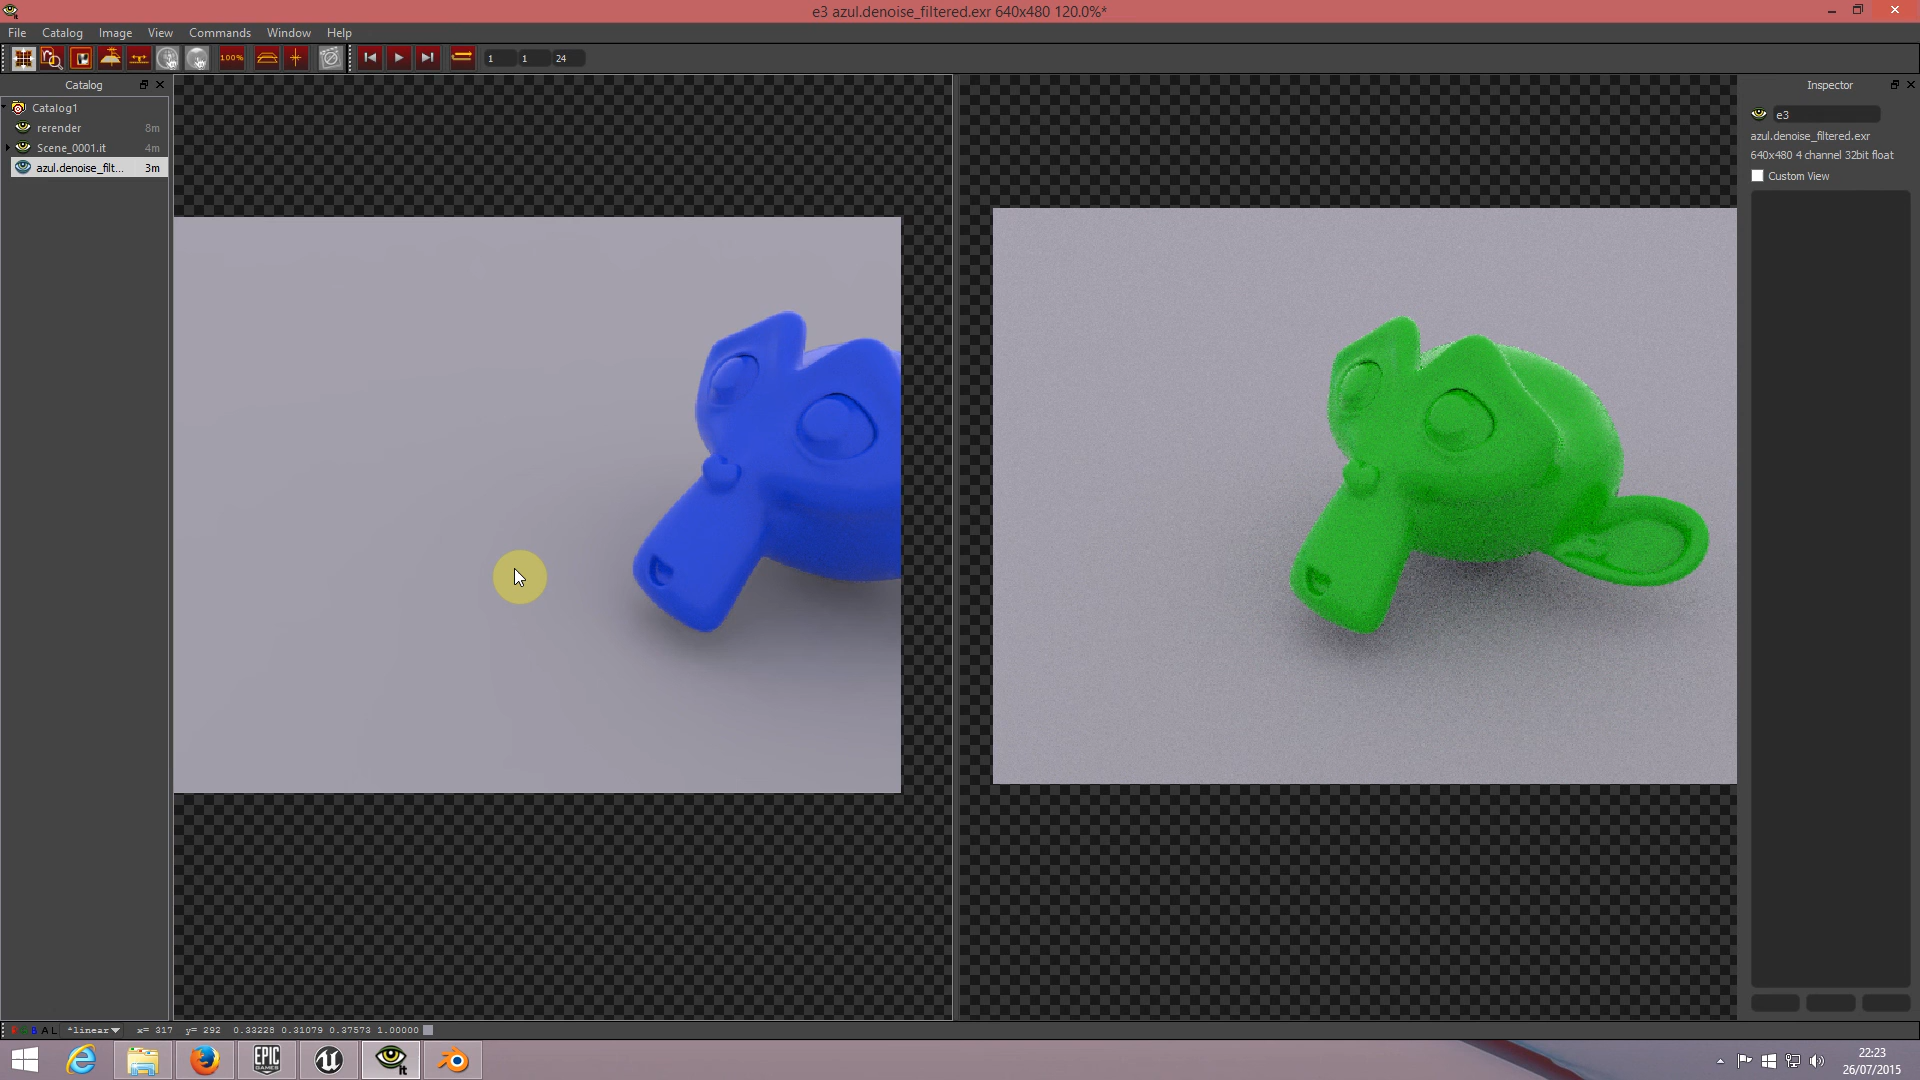 e3 azul.denoise_filtered.exr 640x480 120.0%*
File Catalog Image View Commands Window Help
100% 1 1 24
Catalog
Catalog1
rerender 8m
Scene_0001.it 4m
azul.denoise_filt... 3m
Inspector
e3
azul.denoise_filtered.exr
640x480 4 channel 32bit float
Custom View
R G B A L *linear x= 317 y= 292 0.33228 0.31079 0.37573 1.00000
EPIC GAMES
It
22:23
26/07/2015